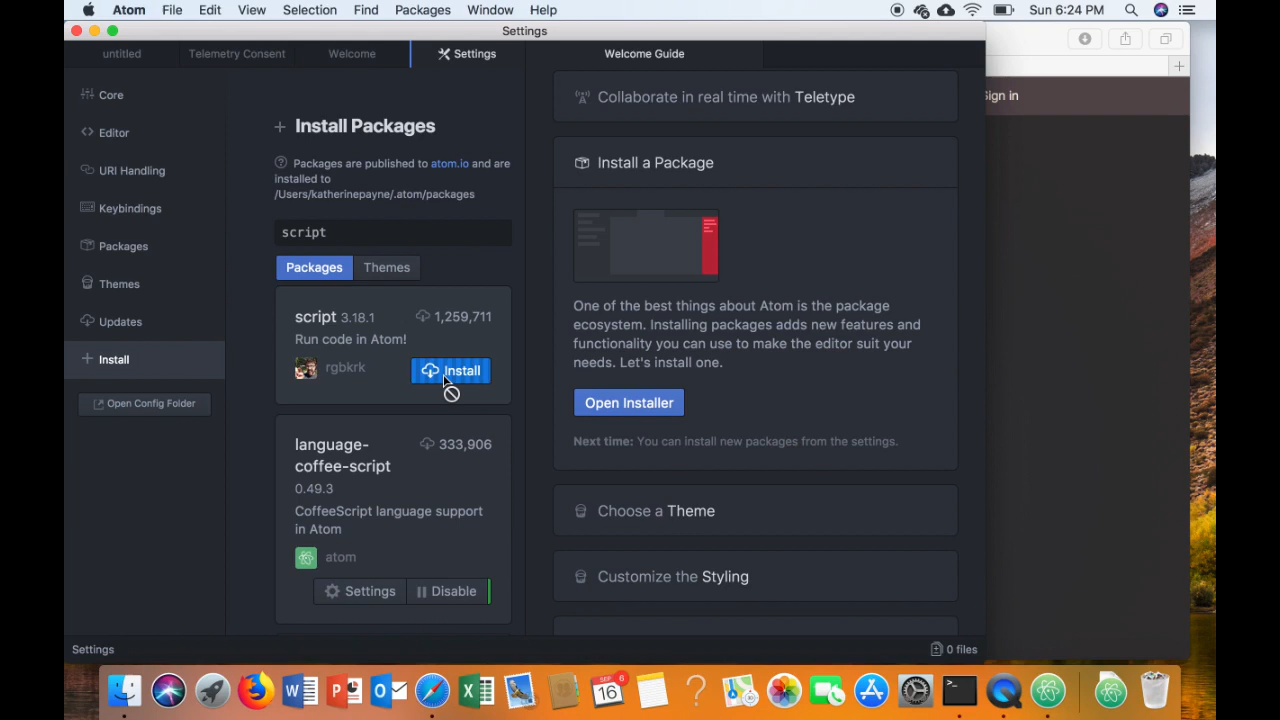 Atom File Edit View Selection Find Packages Window Help Sun 6:24 PM
Settings
untitled Telemetry Consent Welcome Settings Welcome Guide
Sign in
Core
Editor
URI Handling
Keybindings
Packages
Themes
Updates
Install
Open Config Folder
Install Packages
Packages are published to atom.io and are
installed to
/Users/katherinepayne/.atom/packages
script
Packages Themes
script 3.18.1 1,259,711
Run code in Atom!
rgbkrk Install
language-
coffee-script
333,906
0.49.3
CoffeeScript language support
in Atom
atom
Settings Disable
Collaborate in real time with Teletype
Install a Package
One of the best things about Atom is the package
ecosystem. Installing packages adds new features and
functionality you can use to make the editor suit your
needs. Let's install one.
Open Installer
Next time: You can install new packages from the settings.
Choose a Theme
Customize the Styling
Settings 0 files
SEP 6
16